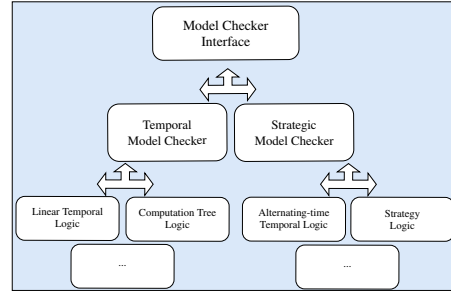 Model Checker
Interface
Temporal
Model Checker
Strategic
Model Checker
Linear Temporal
Logic
Computation Tree
Logic
Alternating-time
Temporal Logic
Strategy
Logic
...
...